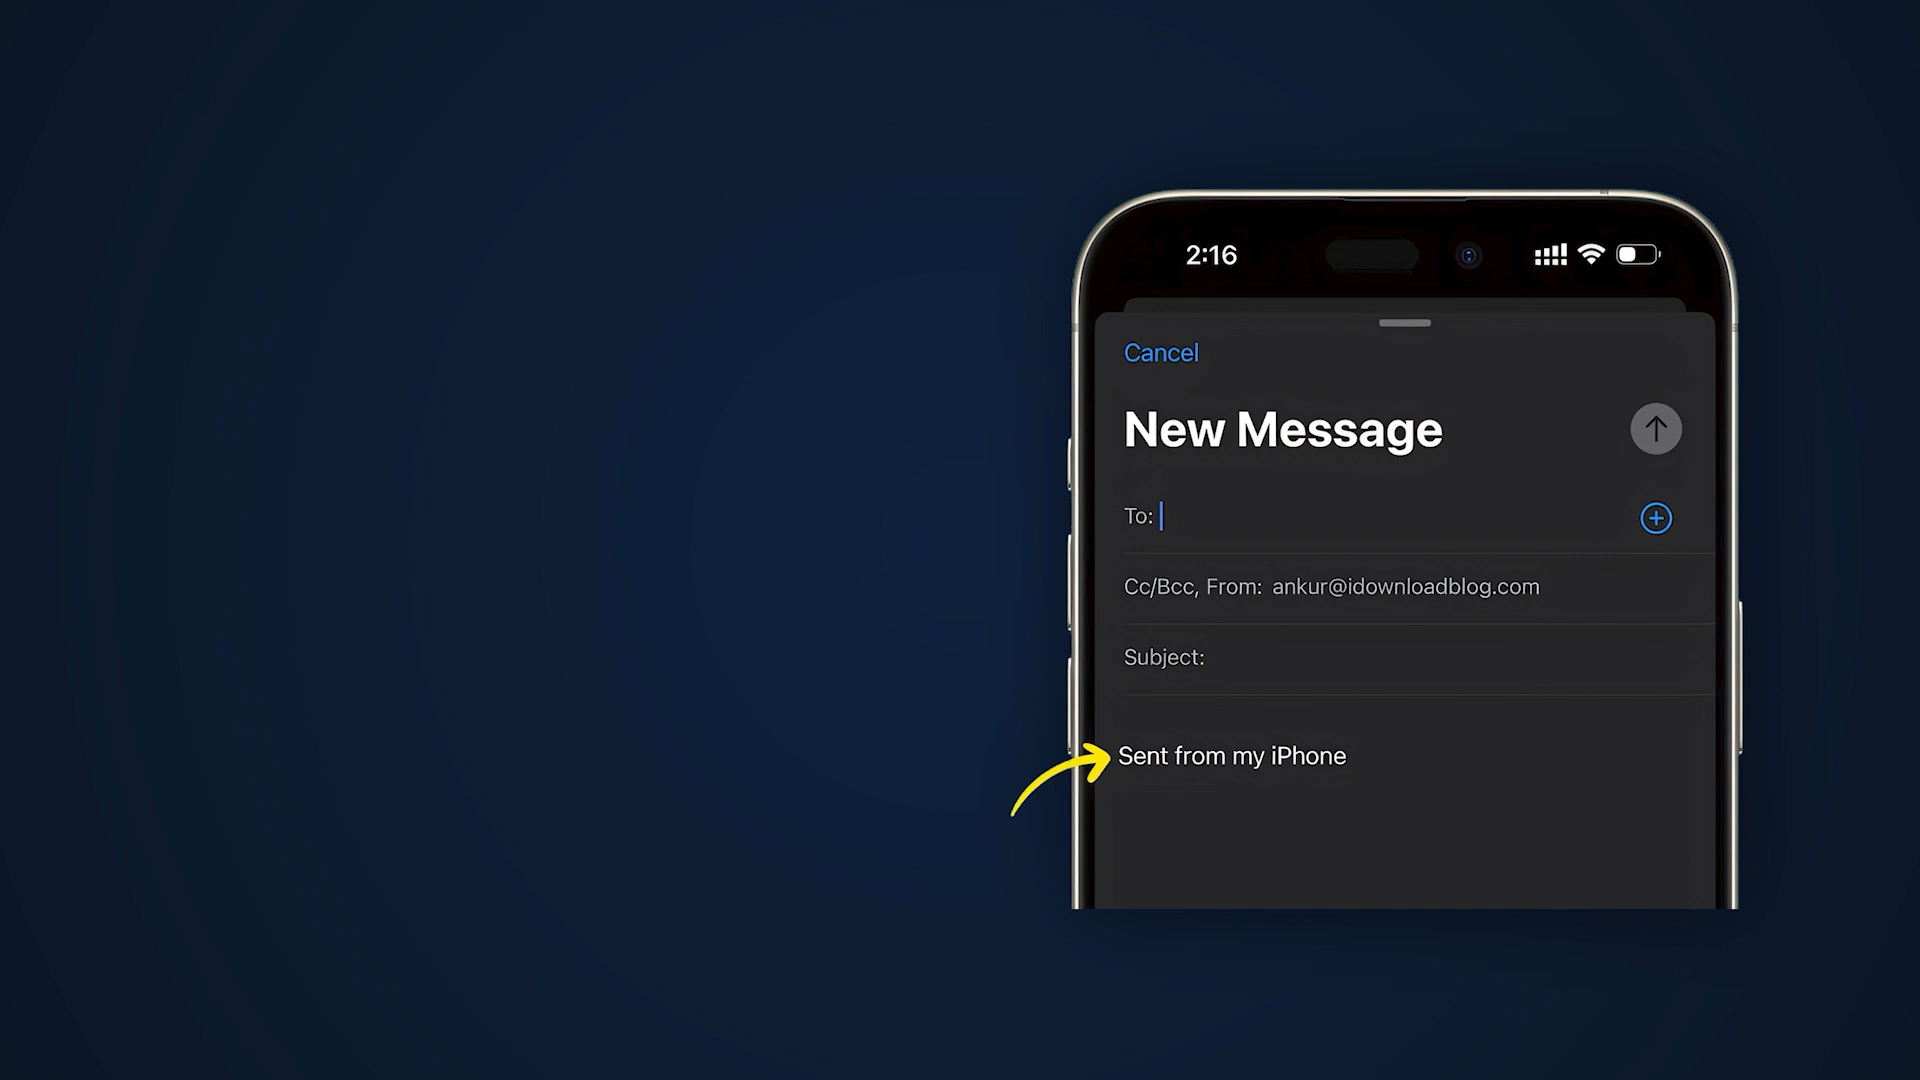 2:16
Cancel
New Message
To:
Cc/Bcc, From: ankur@idownloadblog.com
Subject:
Sent from my iPhone